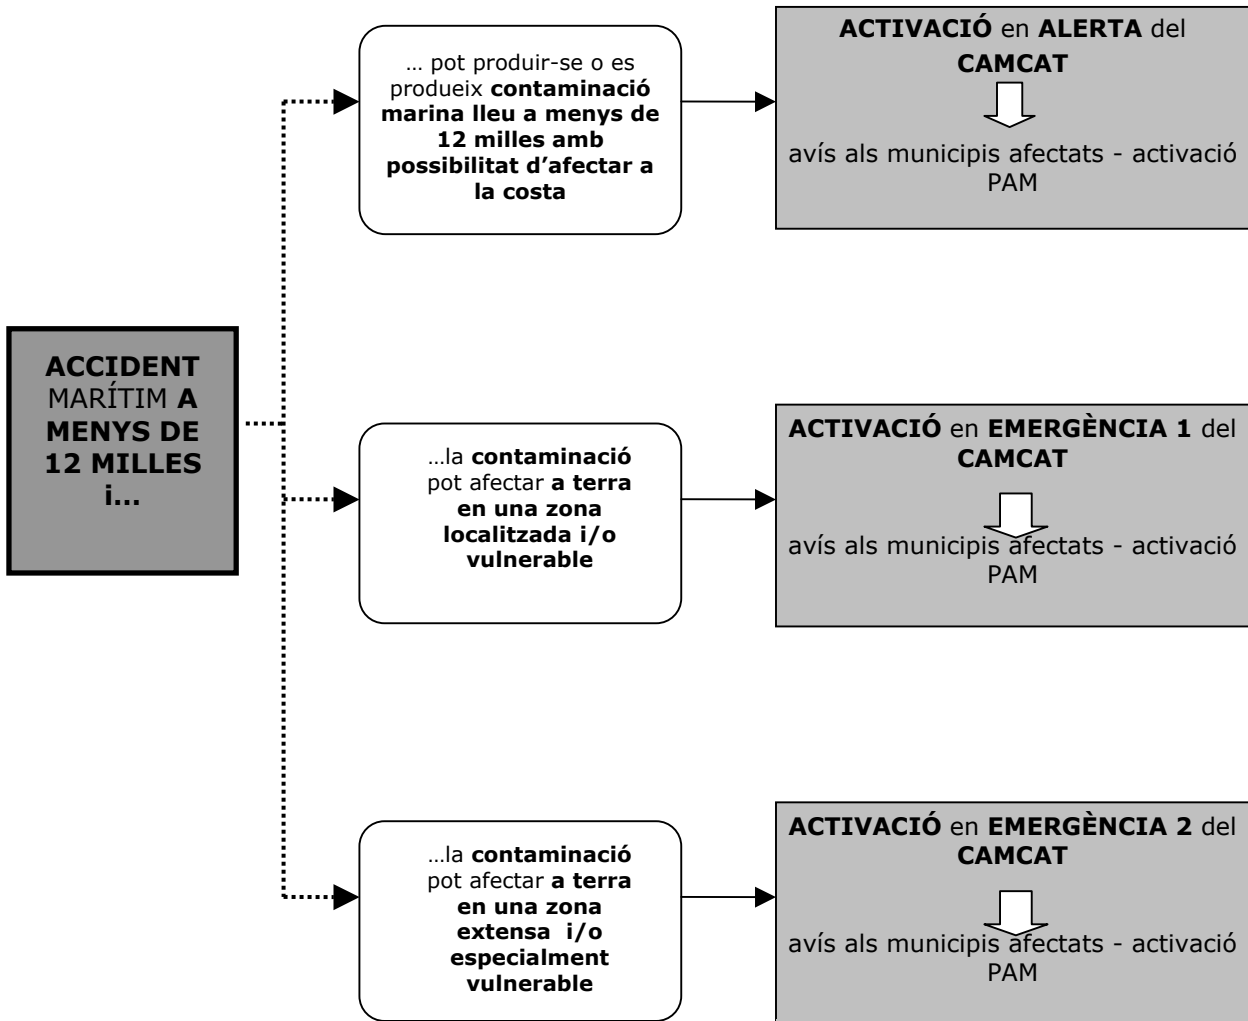 ACCIDENT
MARÍTIM A
MENYS DE
12 MILLES
i...
... pot produir-se o es
produeix contaminació
marina lleu a menys de
12 milles amb
possibilitat d’afectar a
la costa
ACTIVACIÓ en ALERTA del
CAMCAT
avís als municipis afectats - activació
PAM
...la contaminació
pot afectar a terra
en una zona
localitzada i/o
vulnerable
ACTIVACIÓ en EMERGÈNCIA 1 del
CAMCAT
avís als municipis afectats - activació
PAM
...la contaminació
pot afectar a terra
en una zona
extensa i/o
especialment
vulnerable
ACTIVACIÓ en EMERGÈNCIA 2 del
CAMCAT
avís als municipis afectats - activació
PAM